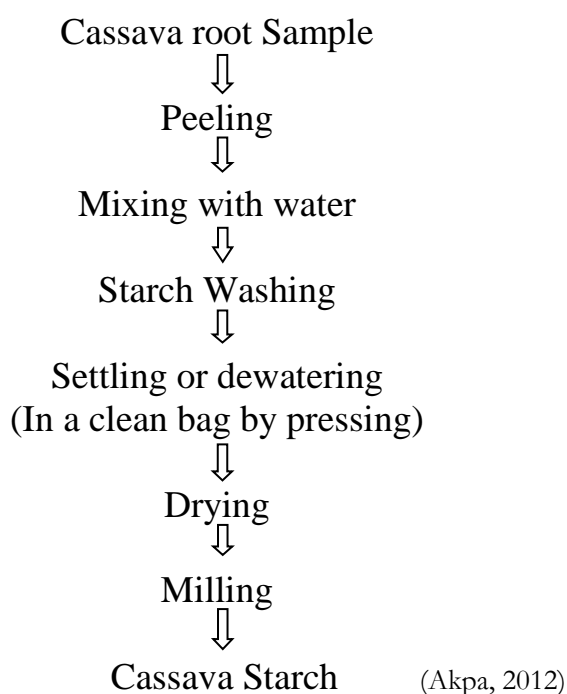 Cassava root Sample
Peeling
Mixing with water
Starch Washing
Settling or dewatering
(In a clean bag by pressing)
Drying
Milling
Cassava Starch (Akpa, 2012)